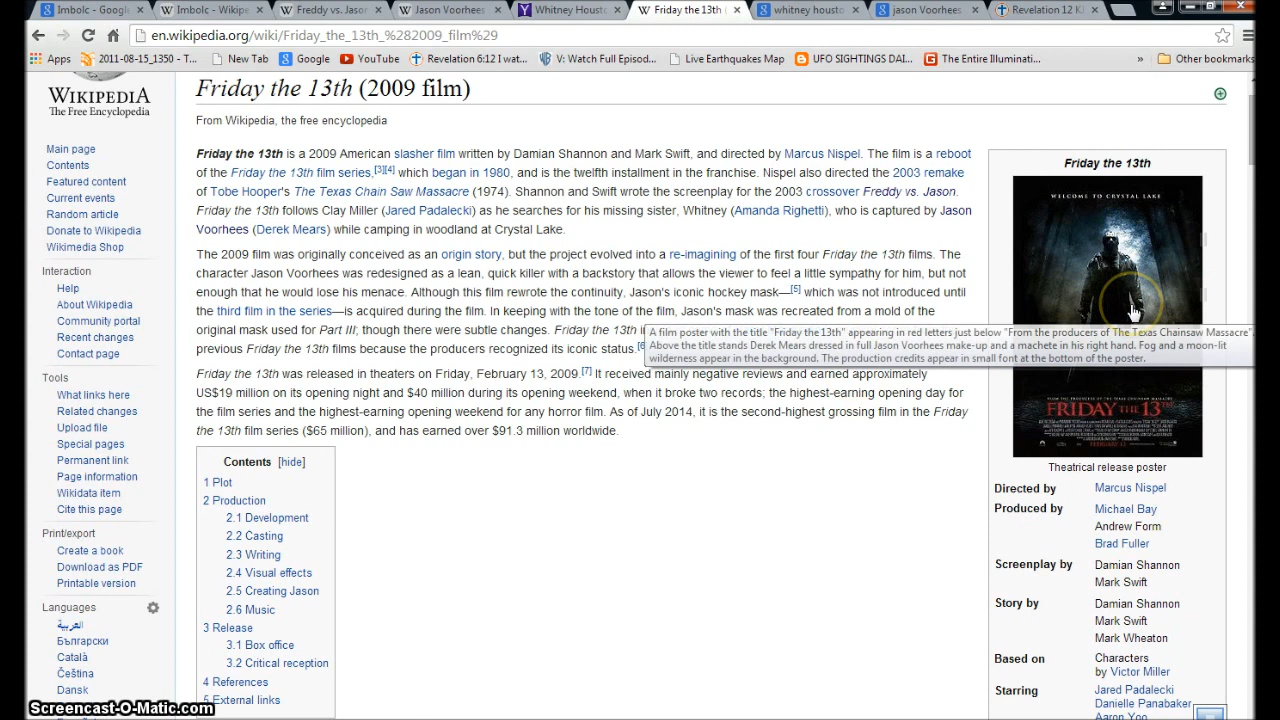 Imbolc - Google
Imbolc - Wikipe
Freddy vs. Jason
Jason Voorhees
Whitney Houst
Friday the 13th (
whitney housto
jason Voorhees
Revelation 12 KJ
en.wikipedia.org/wiki/Friday_the_13th_%282009_film%29
Apps
2011-08-15_1350 - T...
New Tab
Google
YouTube
Revelation 6:12 I wat...
V: Watch Full Episod...
Live Earthquakes Map
UFO SIGHTINGS DAI...
The Entire Illuminati...
»
Other bookmarks
WIKIPEDIA
The Free Encyclopedia
Main page
Contents
Featured content
Current events
Random article
Donate to Wikipedia
Wikimedia Shop
Interaction
Help
About Wikipedia
Community portal
Recent changes
Contact page
Tools
What links here
Related changes
Upload file
Special pages
Permanent link
Page information
Wikidata item
Cite this page
Print/export
Create a book
Download as PDF
Printable version
Languages
العربية
Български
Català
Čeština
Dansk
Friday the 13th (2009 film)
From Wikipedia, the free encyclopedia
Friday the 13th is a 2009 American slasher film written by Damian Shannon and Mark Swift, and directed by Marcus Nispel. The film is a reboot
of the Friday the 13th film series,[3][4] which began in 1980, and is the twelfth installment in the franchise. Nispel also directed the 2003 remake
of Tobe Hooper's The Texas Chain Saw Massacre (1974). Shannon and Swift wrote the screenplay for the 2003 crossover Freddy vs. Jason.
Friday the 13th follows Clay Miller (Jared Padalecki) as he searches for his missing sister, Whitney (Amanda Righetti), who is captured by Jason
Voorhees (Derek Mears) while camping in woodland at Crystal Lake.
The 2009 film was originally conceived as an origin story, but the project evolved into a re-imagining of the first four Friday the 13th films. The
character Jason Voorhees was redesigned as a lean, quick killer with a backstory that allows the viewer to feel a little sympathy for him, but not
enough that he would lose his menace. Although this film rewrote the continuity, Jason's iconic hockey mask—[5] which was not introduced until
the third film in the series—is acquired during the film. In keeping with the tone of the film, Jason's mask was recreated from a mold of the
original mask used for Part III; though there were subtle changes. Friday the 13th
previous Friday the 13th films because the producers recognized its iconic status.
Friday the 13th was released in theaters on Friday, February 13, 2009.[7] It received mainly negative reviews and earned approximately
US$19 million on its opening night and $40 million during its opening weekend, when it broke two records; the highest-earning opening day for
the film series and the highest-grossing opening weekend for any horror film. As of July 2014, it is the second-highest grossing film in the Friday
the 13th film series ($65 million), and has earned over $91.3 million worldwide.
A film poster with the title "Friday the 13th" appearing in red letters just below "From the producers of The Texas Chainsaw Massacre".
Above the title stands Derek Mears dressed in full Jason Voorhees make-up and a machete in his right hand. Fog and a moon-lit
wilderness appear in the background. The production credits appear in small font at the bottom of the poster.
Contents [hide]
1 Plot
2 Production
2.1 Development
2.2 Casting
2.3 Writing
2.4 Visual effects
2.5 Creating Jason
2.6 Music
3 Release
3.1 Box office
3.2 Critical reception
4 References
5 External links
Friday the 13th
WELCOME TO CRYSTAL LAKE
FROM THE PRODUCERS OF THE TEXAS CHAINSAW MASSACRE
FRIDAY THE 13TH
FEBRUARY 13
Theatrical release poster
Directed by Marcus Nispel
Produced by Michael Bay
Andrew Form
Brad Fuller
Screenplay by Damian Shannon
Mark Swift
Story by Damian Shannon
Mark Swift
Mark Wheaton
Based on Characters
by Victor Miller
Starring Jared Padalecki
Danielle Panabaker
Aaron Yoo
Screencast-O-Matic.com